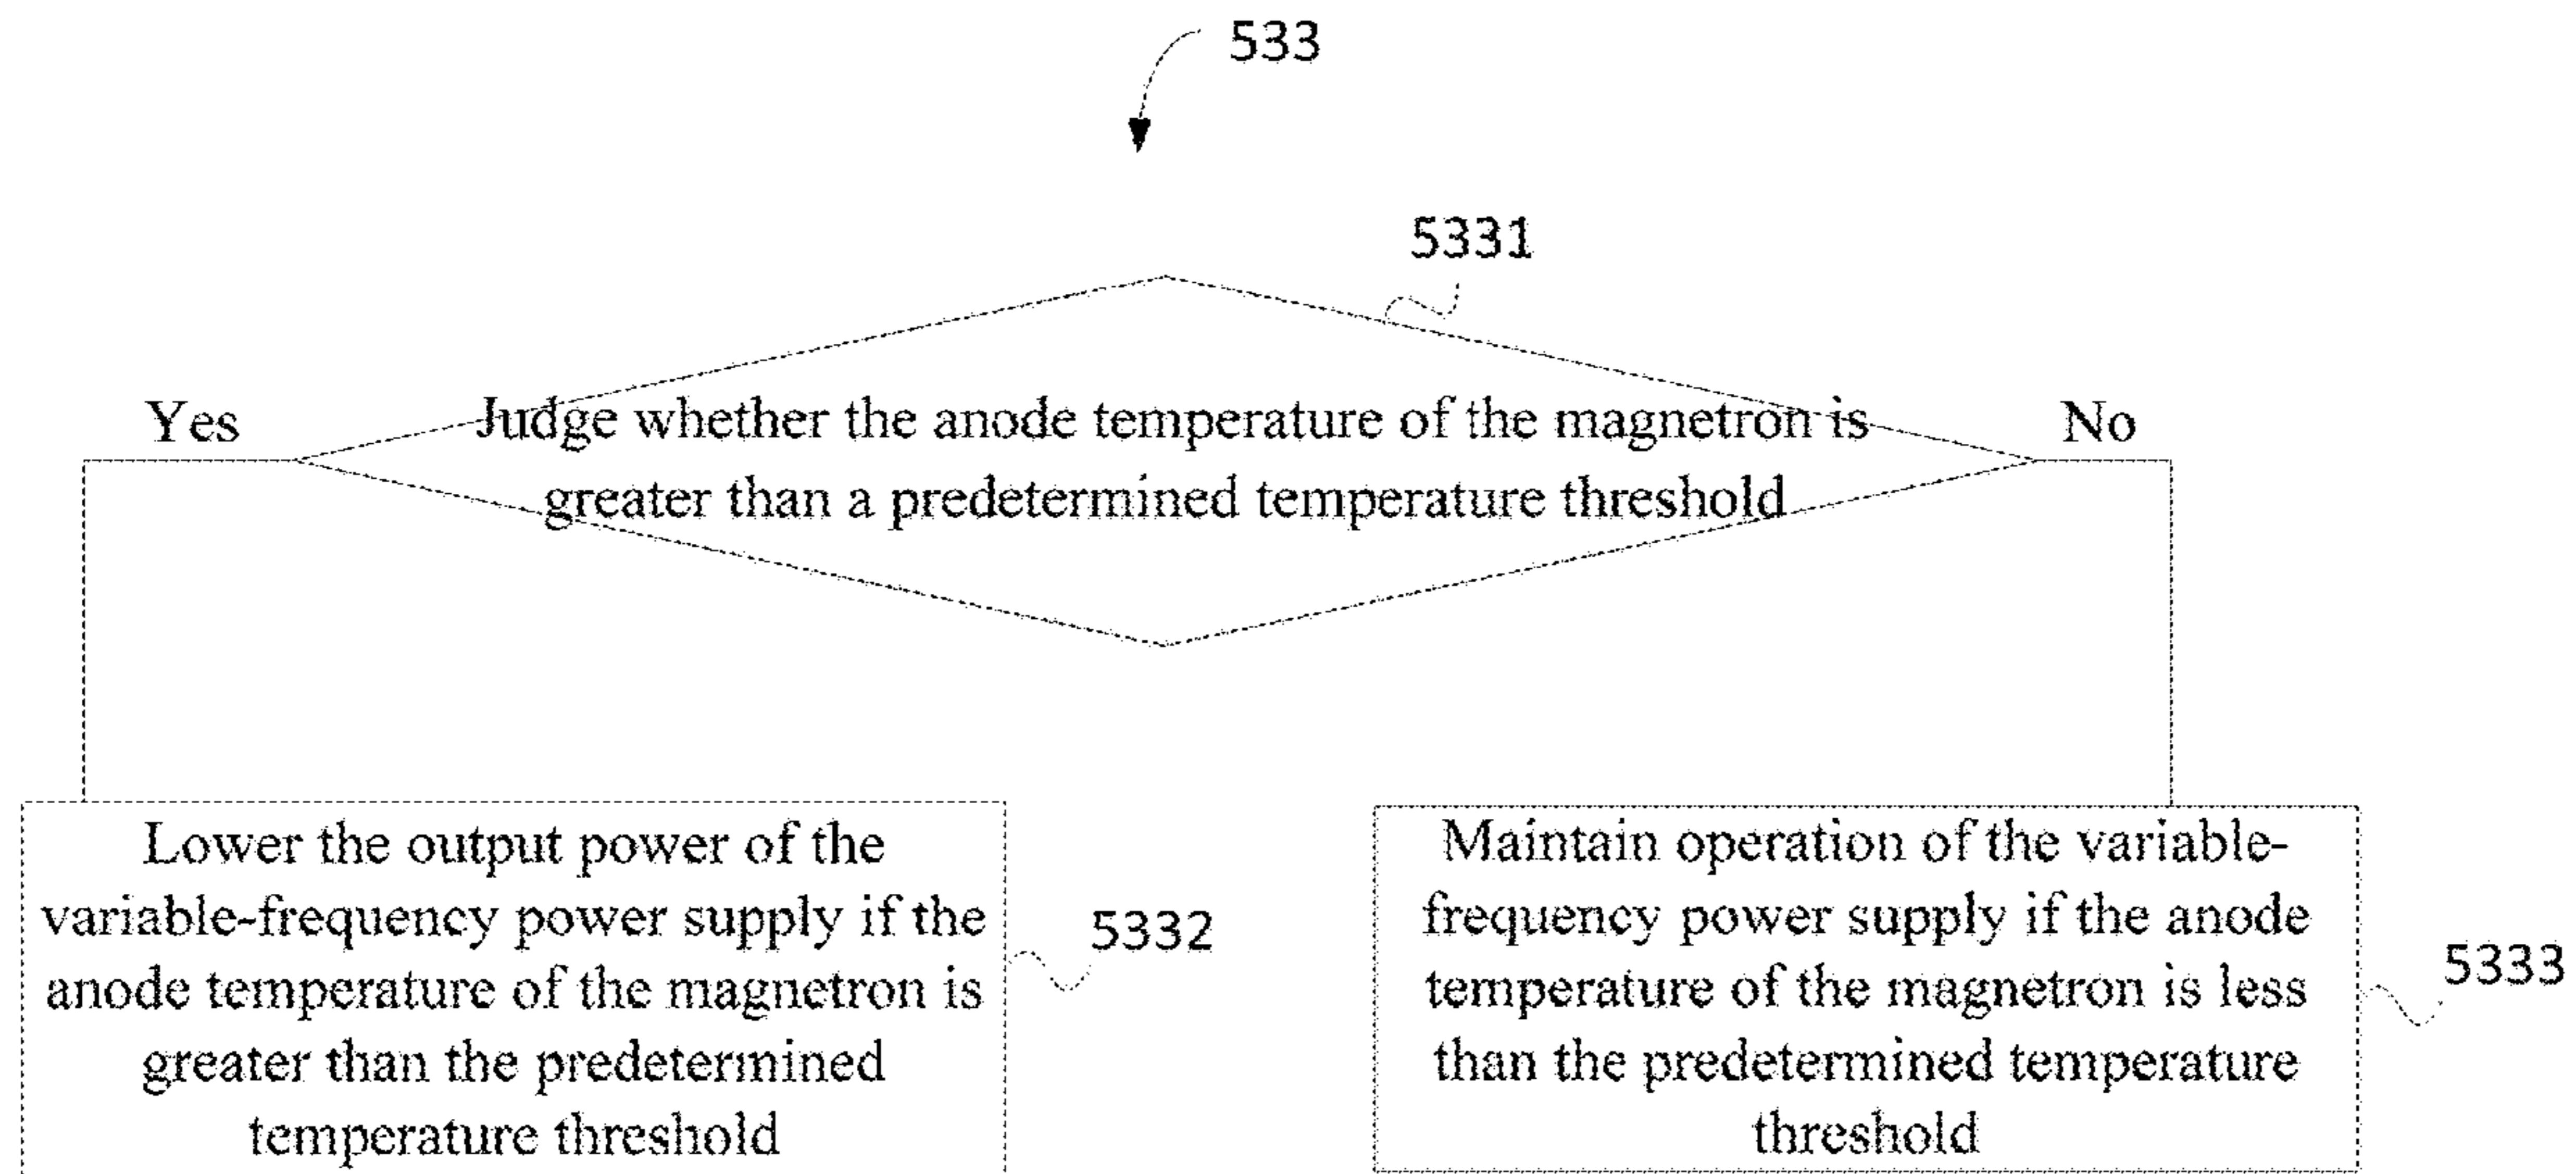 533
5331
Yes
Judge whether the anode temperature of the magnetron is
greater than a predetermined temperature threshold
No
Lower the output power of the
variable-frequency power supply if the
anode temperature of the magnetron is
greater than the predetermined
temperature threshold
5332
Maintain operation of the variable-
frequency power supply if the anode
temperature of the magnetron is less
than the predetermined temperature
threshold
5333